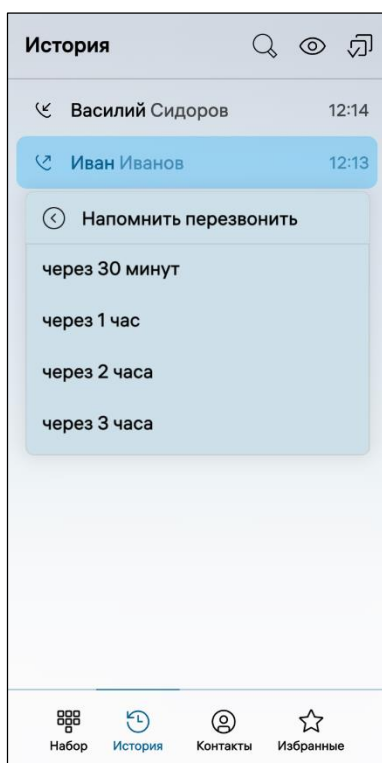 История
Василий Сидоров 12:14
Иван Иванов 12:13
Напомнить перезвонить
через 30 минут
через 1 час
через 2 часа
через 3 часа
Набор История Контакты Избранные